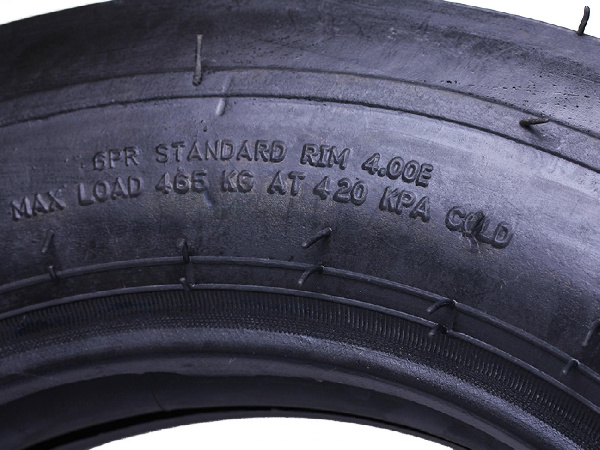 6PR STANDARD RIM 4.00E
MAX LOAD 465 KG AT 420 KPA COLD